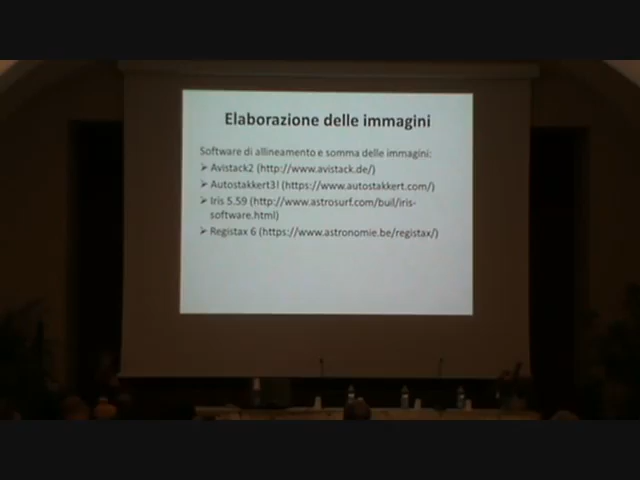 Elaborazione delle immagini
Software di allineamento e somma delle immagini:
➢ Avistack2 (http://www.avistack.de/)
➢ Autostakkert3! (https://www.autostakkert.com/)
➢ Iris 5.59 (http://www.astrosurf.com/buil/iris-
software.html)
➢ Registax 6 (https://www.astronomie.be/registax/)